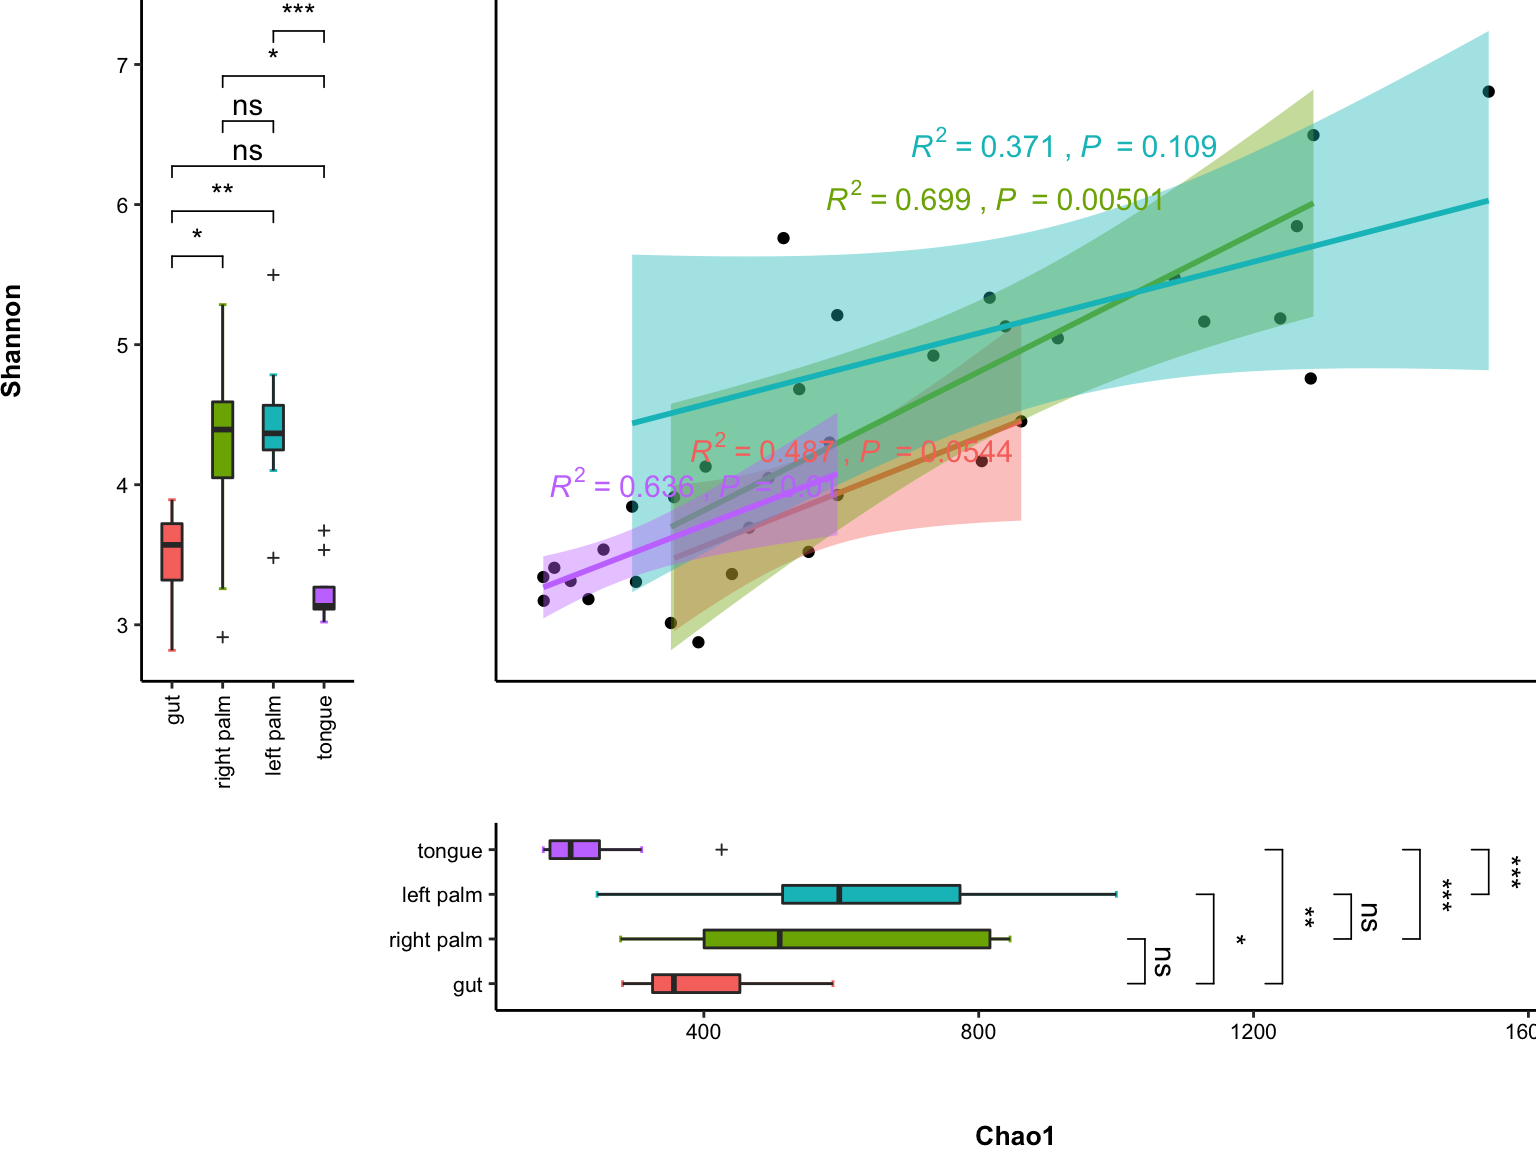 ***
7
*
ns
ns
R2 = 0.371 , P = 0.109
**
R2 = 0.699 , P = 0.00501
6
*
Shannon
5
R2 = 0.487 , P = 0.0544
4
R2 = 0.636 , P = 0.01
3
gut
right palm
left palm
tongue
tongue
left palm
right palm
gut
ns
*
**
ns
***
***
400
800
1200
160
Chao1